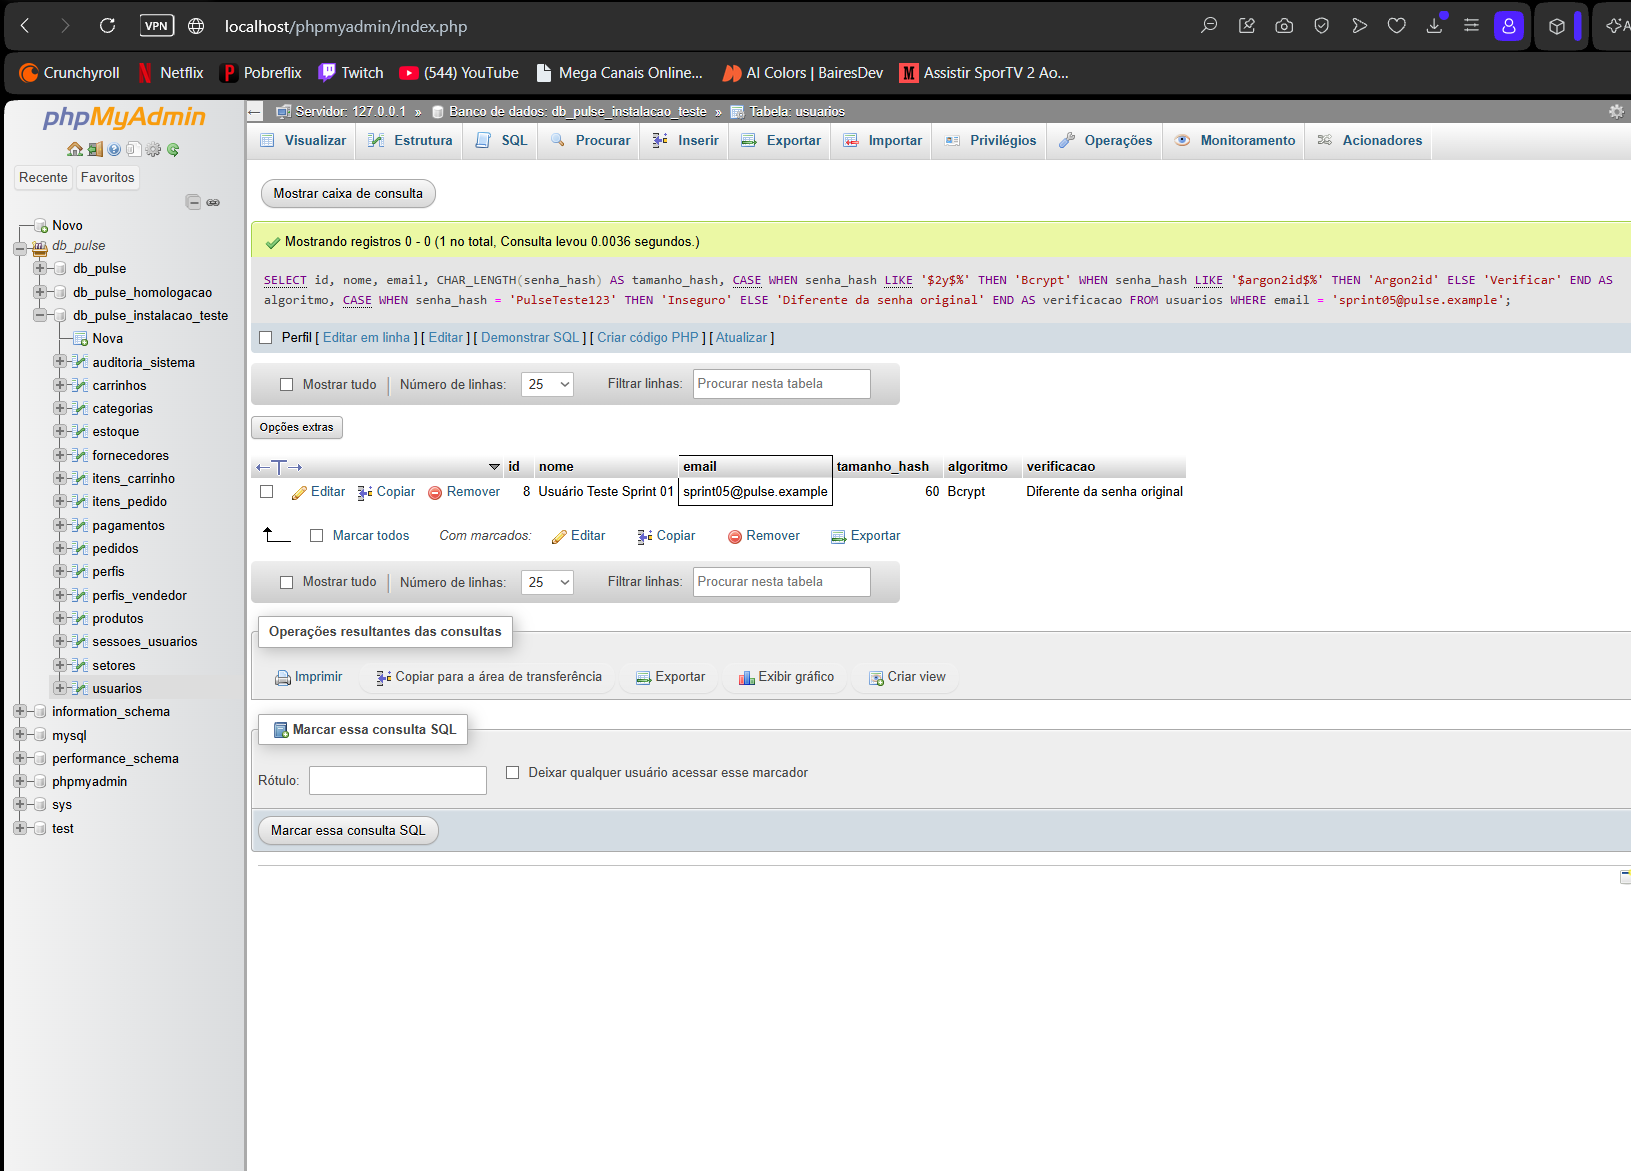 VPN localhost/phpmyadmin/index.php
Crunchyroll Netflix Pobreflix Twitch (544) YouTube Mega Canais Online... AI Colors | BairesDev Assistir SporTV 2 Ao...
phpMyAdmin
Recente Favoritos
Novo
db_pulse
db_pulse
db_pulse_homologacao
db_pulse_instalacao_teste
Nova
auditoria_sistema
carrinhos
categorias
estoque
fornecedores
itens_carrinho
itens_pedido
pagamentos
pedidos
perfis
perfis_vendedor
produtos
sessoes_usuarios
setores
usuarios
information_schema
mysql
performance_schema
phpmyadmin
sys
test
Servidor: 127.0.0.1 » Banco de dados: db_pulse_instalacao_teste » Tabela: usuarios
Visualizar Estrutura SQL Procurar Inserir Exportar Importar Privilégios Operações Monitoramento Acionadores
Mostrar caixa de consulta
Mostrando registros 0 - 0 (1 no total, Consulta levou 0.0036 segundos.)
SELECT id, nome, email, CHAR_LENGTH(senha_hash) AS tamanho_hash, CASE WHEN senha_hash LIKE '$2y$%' THEN 'Bcrypt' WHEN senha_hash LIKE '$argon2id$%' THEN 'Argon2id' ELSE 'Verificar' END AS
algoritmo, CASE WHEN senha_hash = 'PulseTeste123' THEN 'Inseguro' ELSE 'Diferente da senha original' END AS verificacao FROM usuarios WHERE email = 'sprint05@pulse.example';
Perfil [ Editar em linha ] [ Editar ] [ Demonstrar SQL ] [ Criar código PHP ] [ Atualizar ]
Mostrar tudo | Número de linhas: 25 Filtrar linhas: Procurar nesta tabela
Opções extras
←T→ id nome email tamanho_hash algoritmo verificacao
Editar Copiar Remover 8 Usuário Teste Sprint 01 sprint05@pulse.example 60 Bcrypt Diferente da senha original
Marcar todos Com marcados: Editar Copiar Remover Exportar
Mostrar tudo | Número de linhas: 25 Filtrar linhas: Procurar nesta tabela
Operações resultantes das consultas
Imprimir Copiar para a área de transferência Exportar Exibir gráfico Criar view
Marcar essa consulta SQL
Rótulo: Deixar qualquer usuário acessar esse marcador
Marcar essa consulta SQL